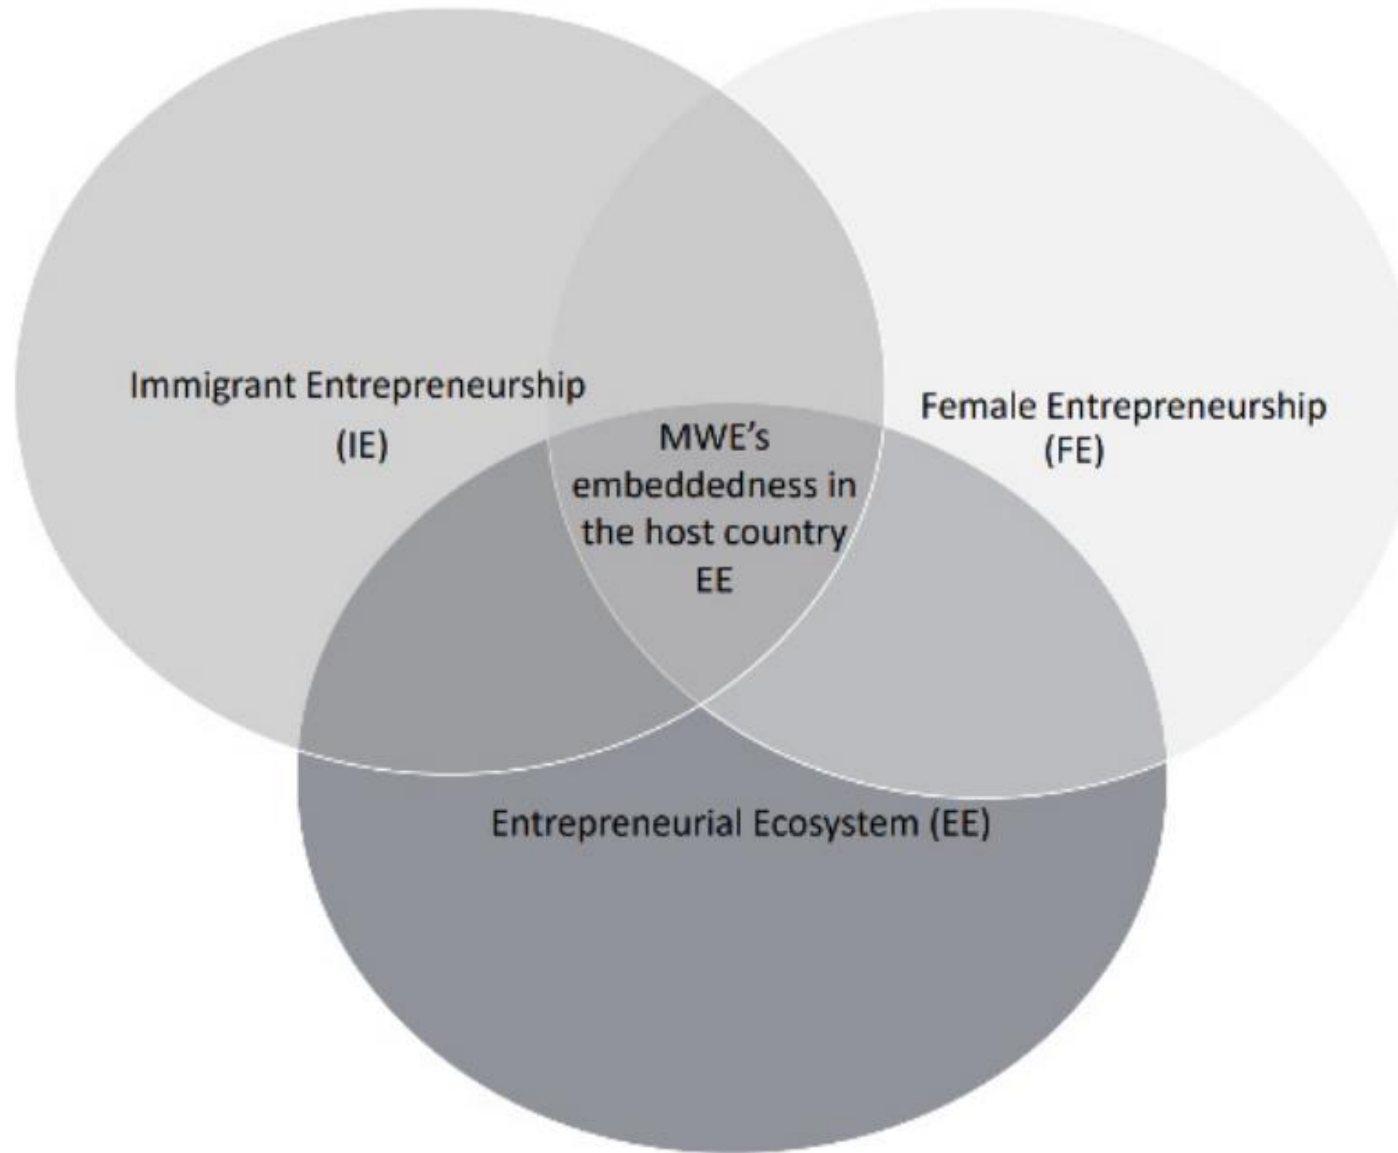 Immigrant Entrepreneurship
(IE)
Female Entrepreneurship
(FE)
MWE’s
embeddedness in
the host country
EE
Entrepreneurial Ecosystem (EE)